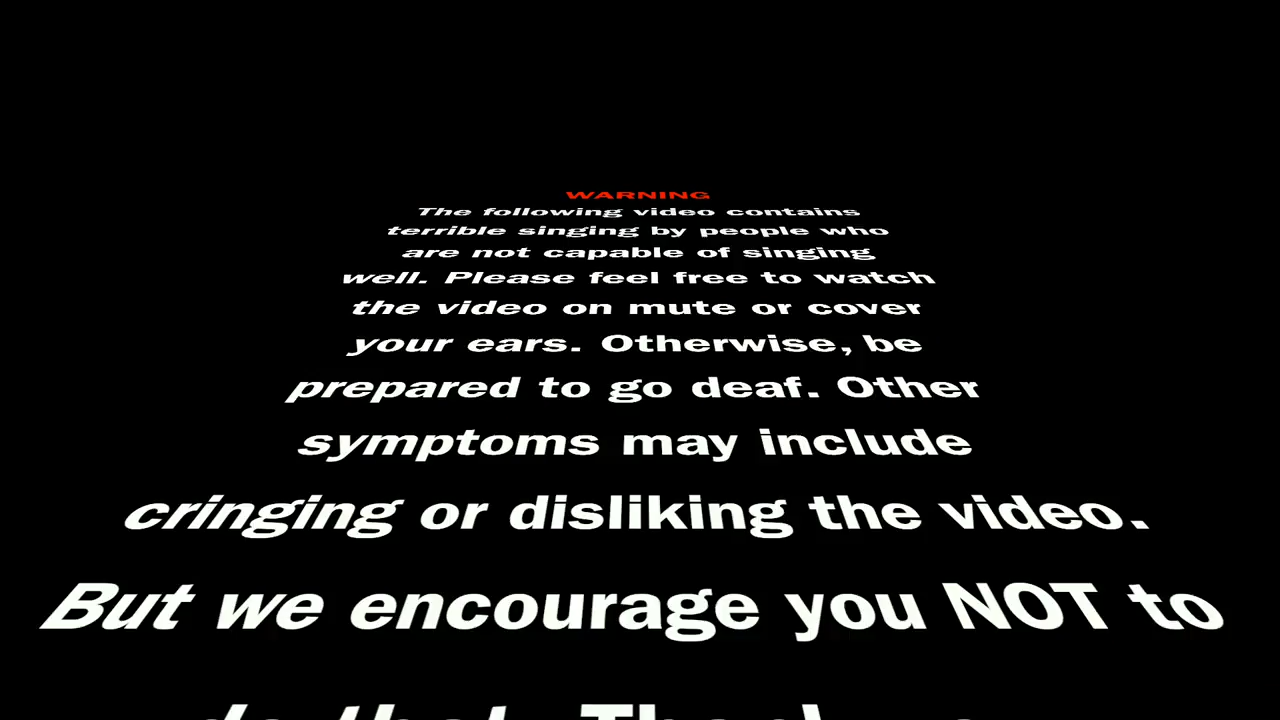 WARNING
The following video contains
terrible singing by people who
are not capable of singing
well. Please feel free to watch
the video on mute or cover
your ears. Otherwise, be
prepared to go deaf. Other
symptoms may include
cringing or disliking the video.
But we encourage you NOT to
do that.